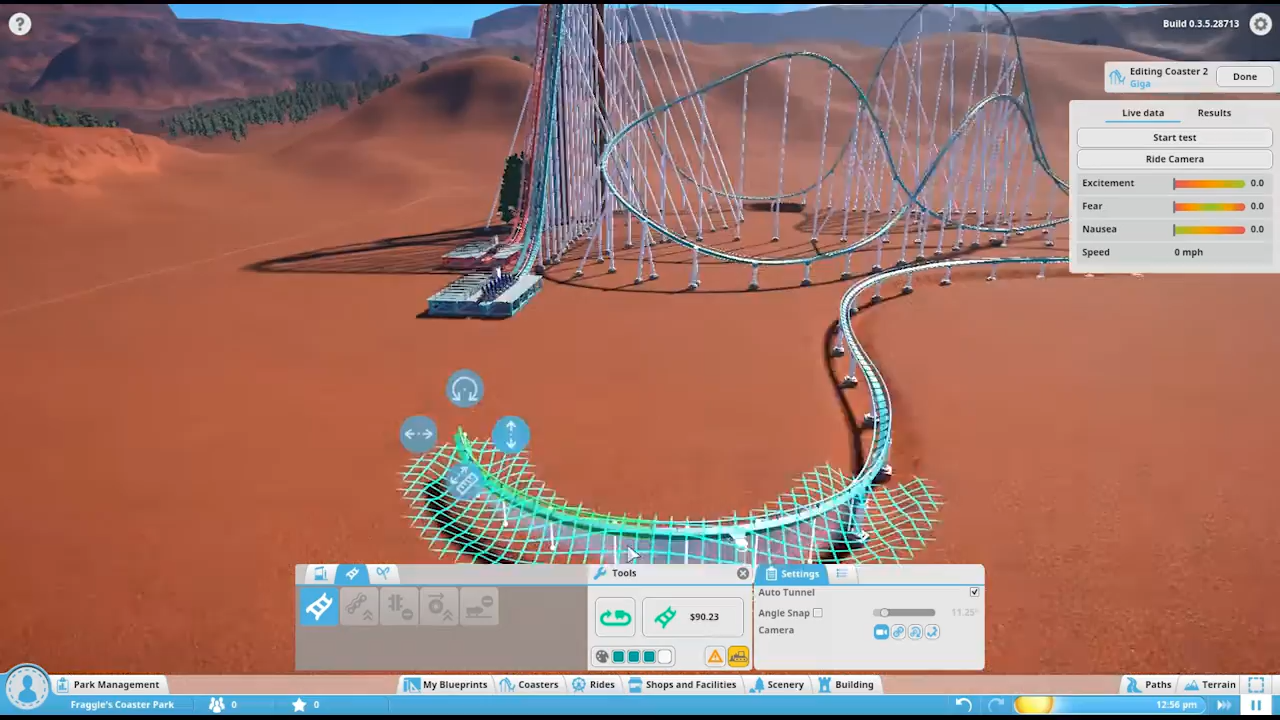 ?
Build 0.3.5.28713
Editing Coaster 2
Giga
Done
Live data
Results
Start test
Ride Camera
Excitement 0.0
Fear 0.0
Nausea 0.0
Speed 0 mph
Tools
Settings
$90.23
Auto Tunnel
Angle Snap 11.25°
Camera
Park Management
My Blueprints
Coasters
Rides
Shops and Facilities
Scenery
Building
Paths
Terrain
Fraggle's Coaster Park
0
0
12:56 pm